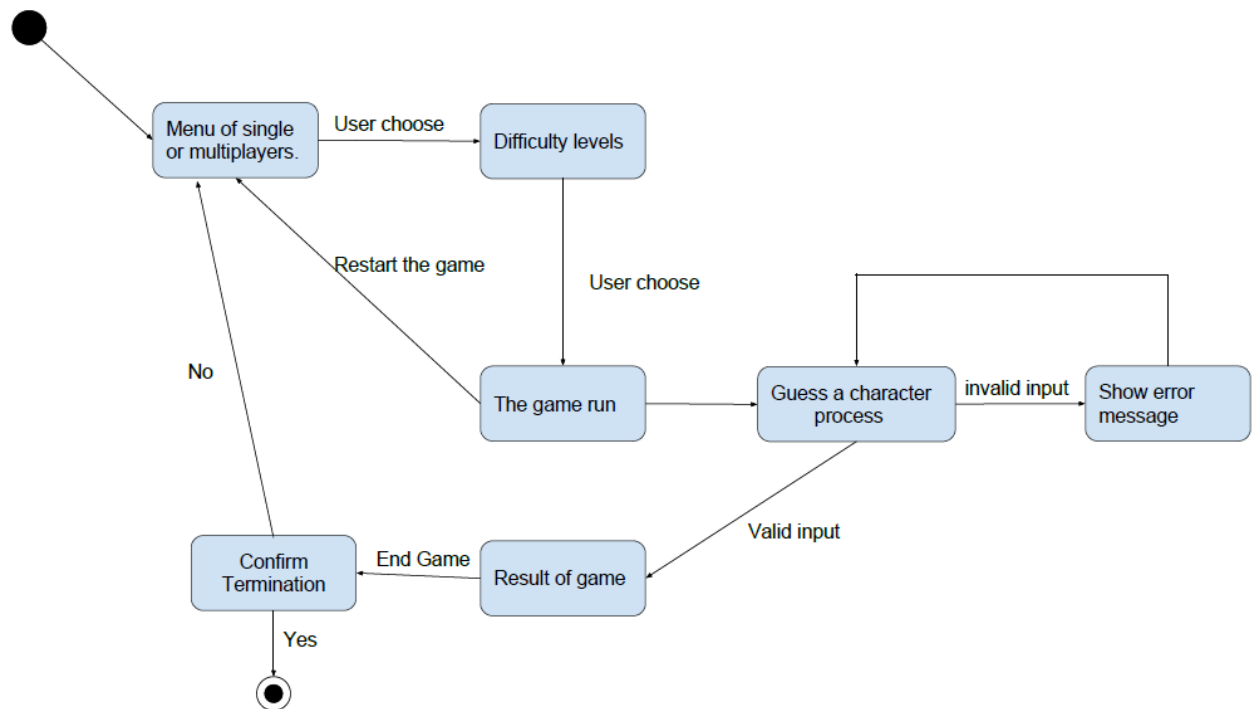 Menu of single
or multiplayers.
User choose
Difficulty levels
Restart the game
User choose
No
The game run
Guess a character
process
invalid input
Show error
message
Valid input
Confirm
Termination
End Game
Result of game
Yes